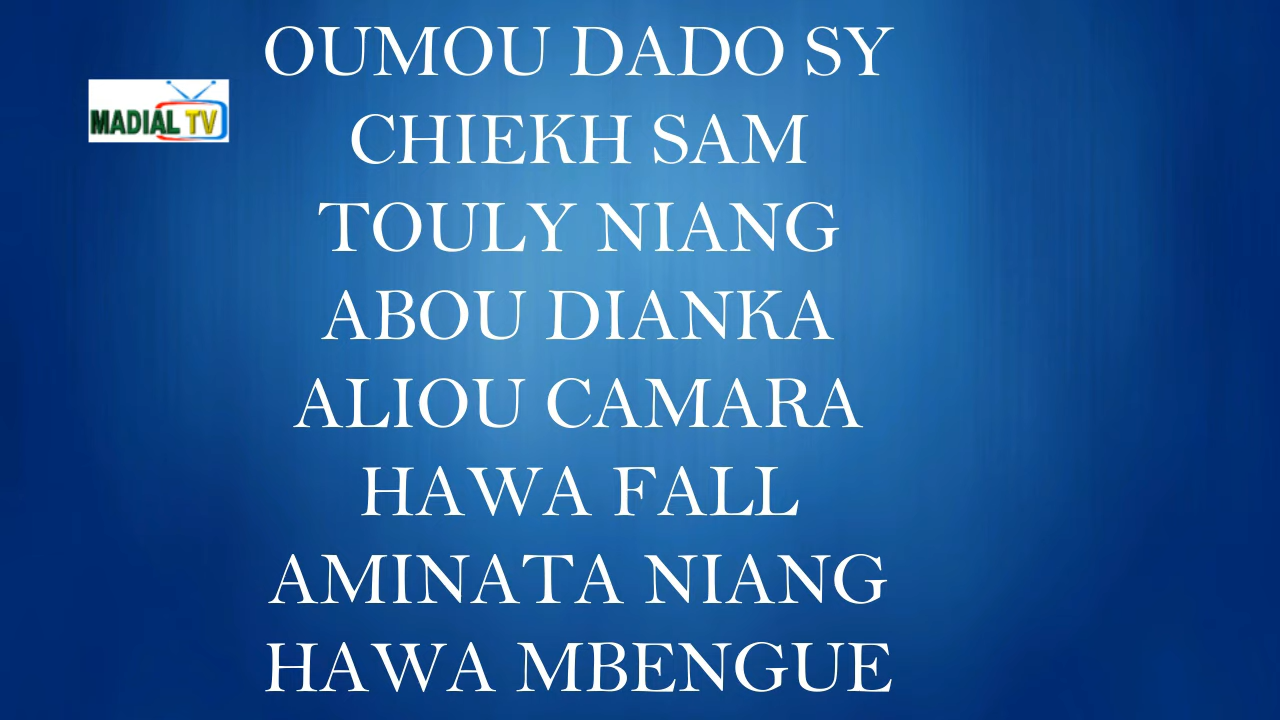 OUMOU DADO SY
MADIAL TV
CHIEKH SAM
TOULY NIANG
ABOU DIANKA
ALIOU CAMARA
HAWA FALL
AMINATA NIANG
HAWA MBENGUE